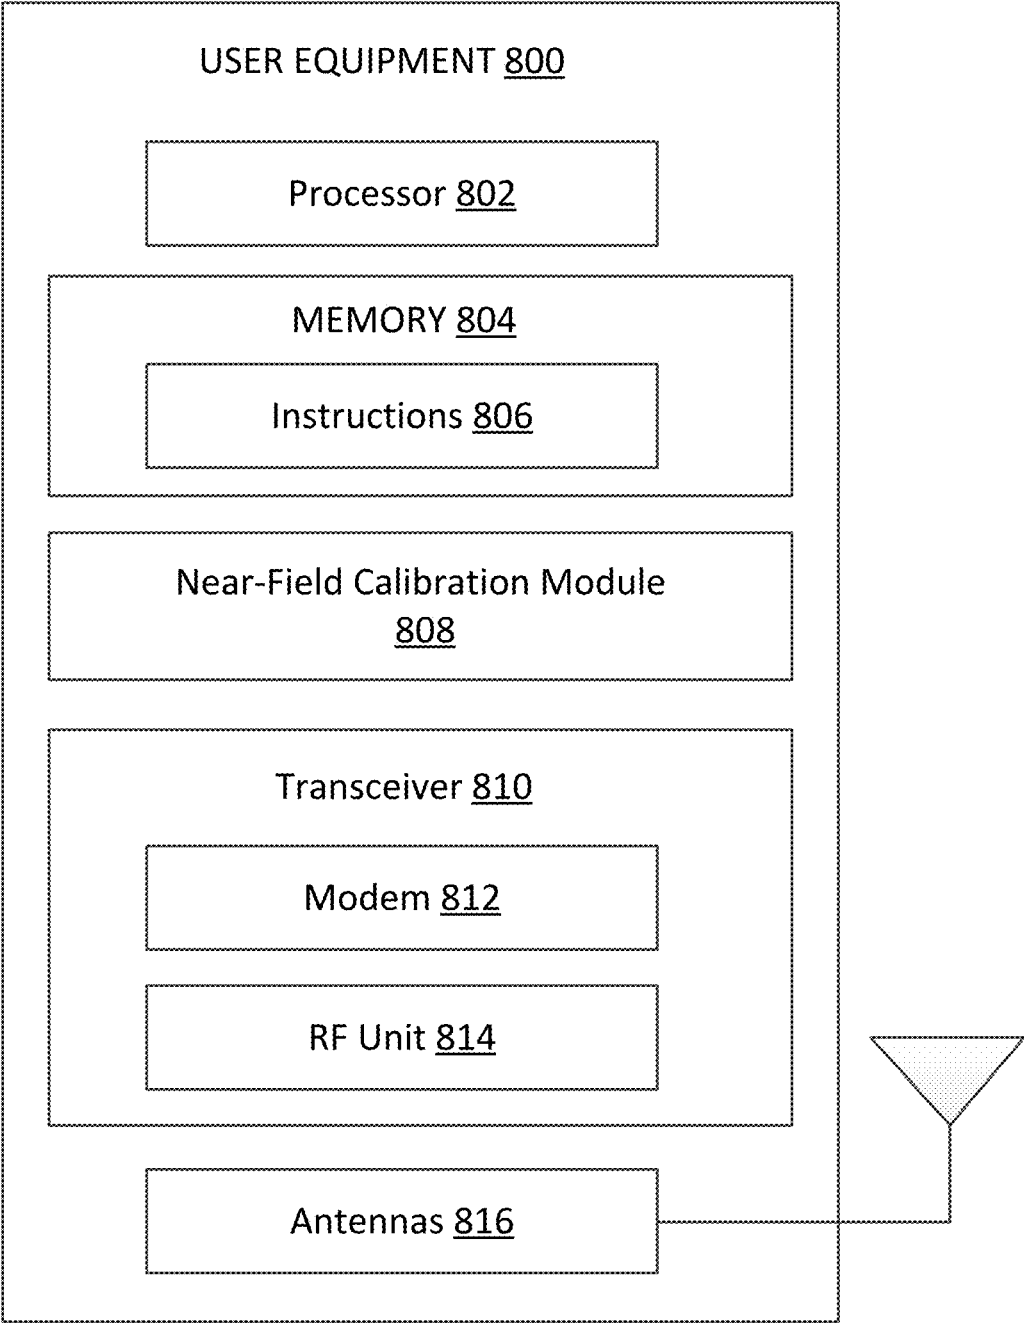 USER EQUIPMENT 800
Processor 802
MEMORY 804
Instructions 806
Near-Field Calibration Module
808
Transceiver 810
Modem 812
RF Unit 814
Antennas 816